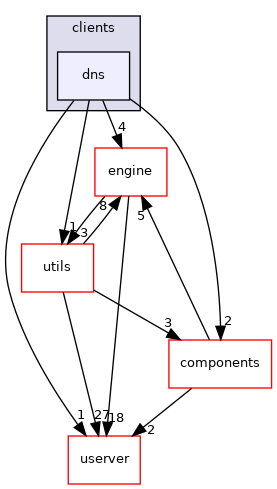 clients
dns
4
engine
1
8
3
5
utils
3
2
components
1
27
18
2
userver